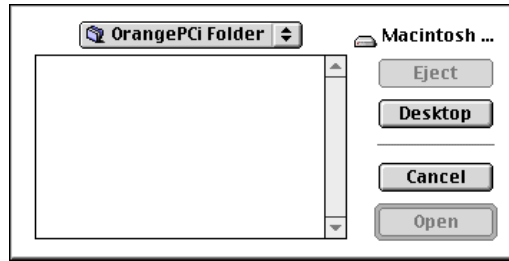 OrangePCi Folder
Macintosh ...
Eject
Desktop
Cancel
Open